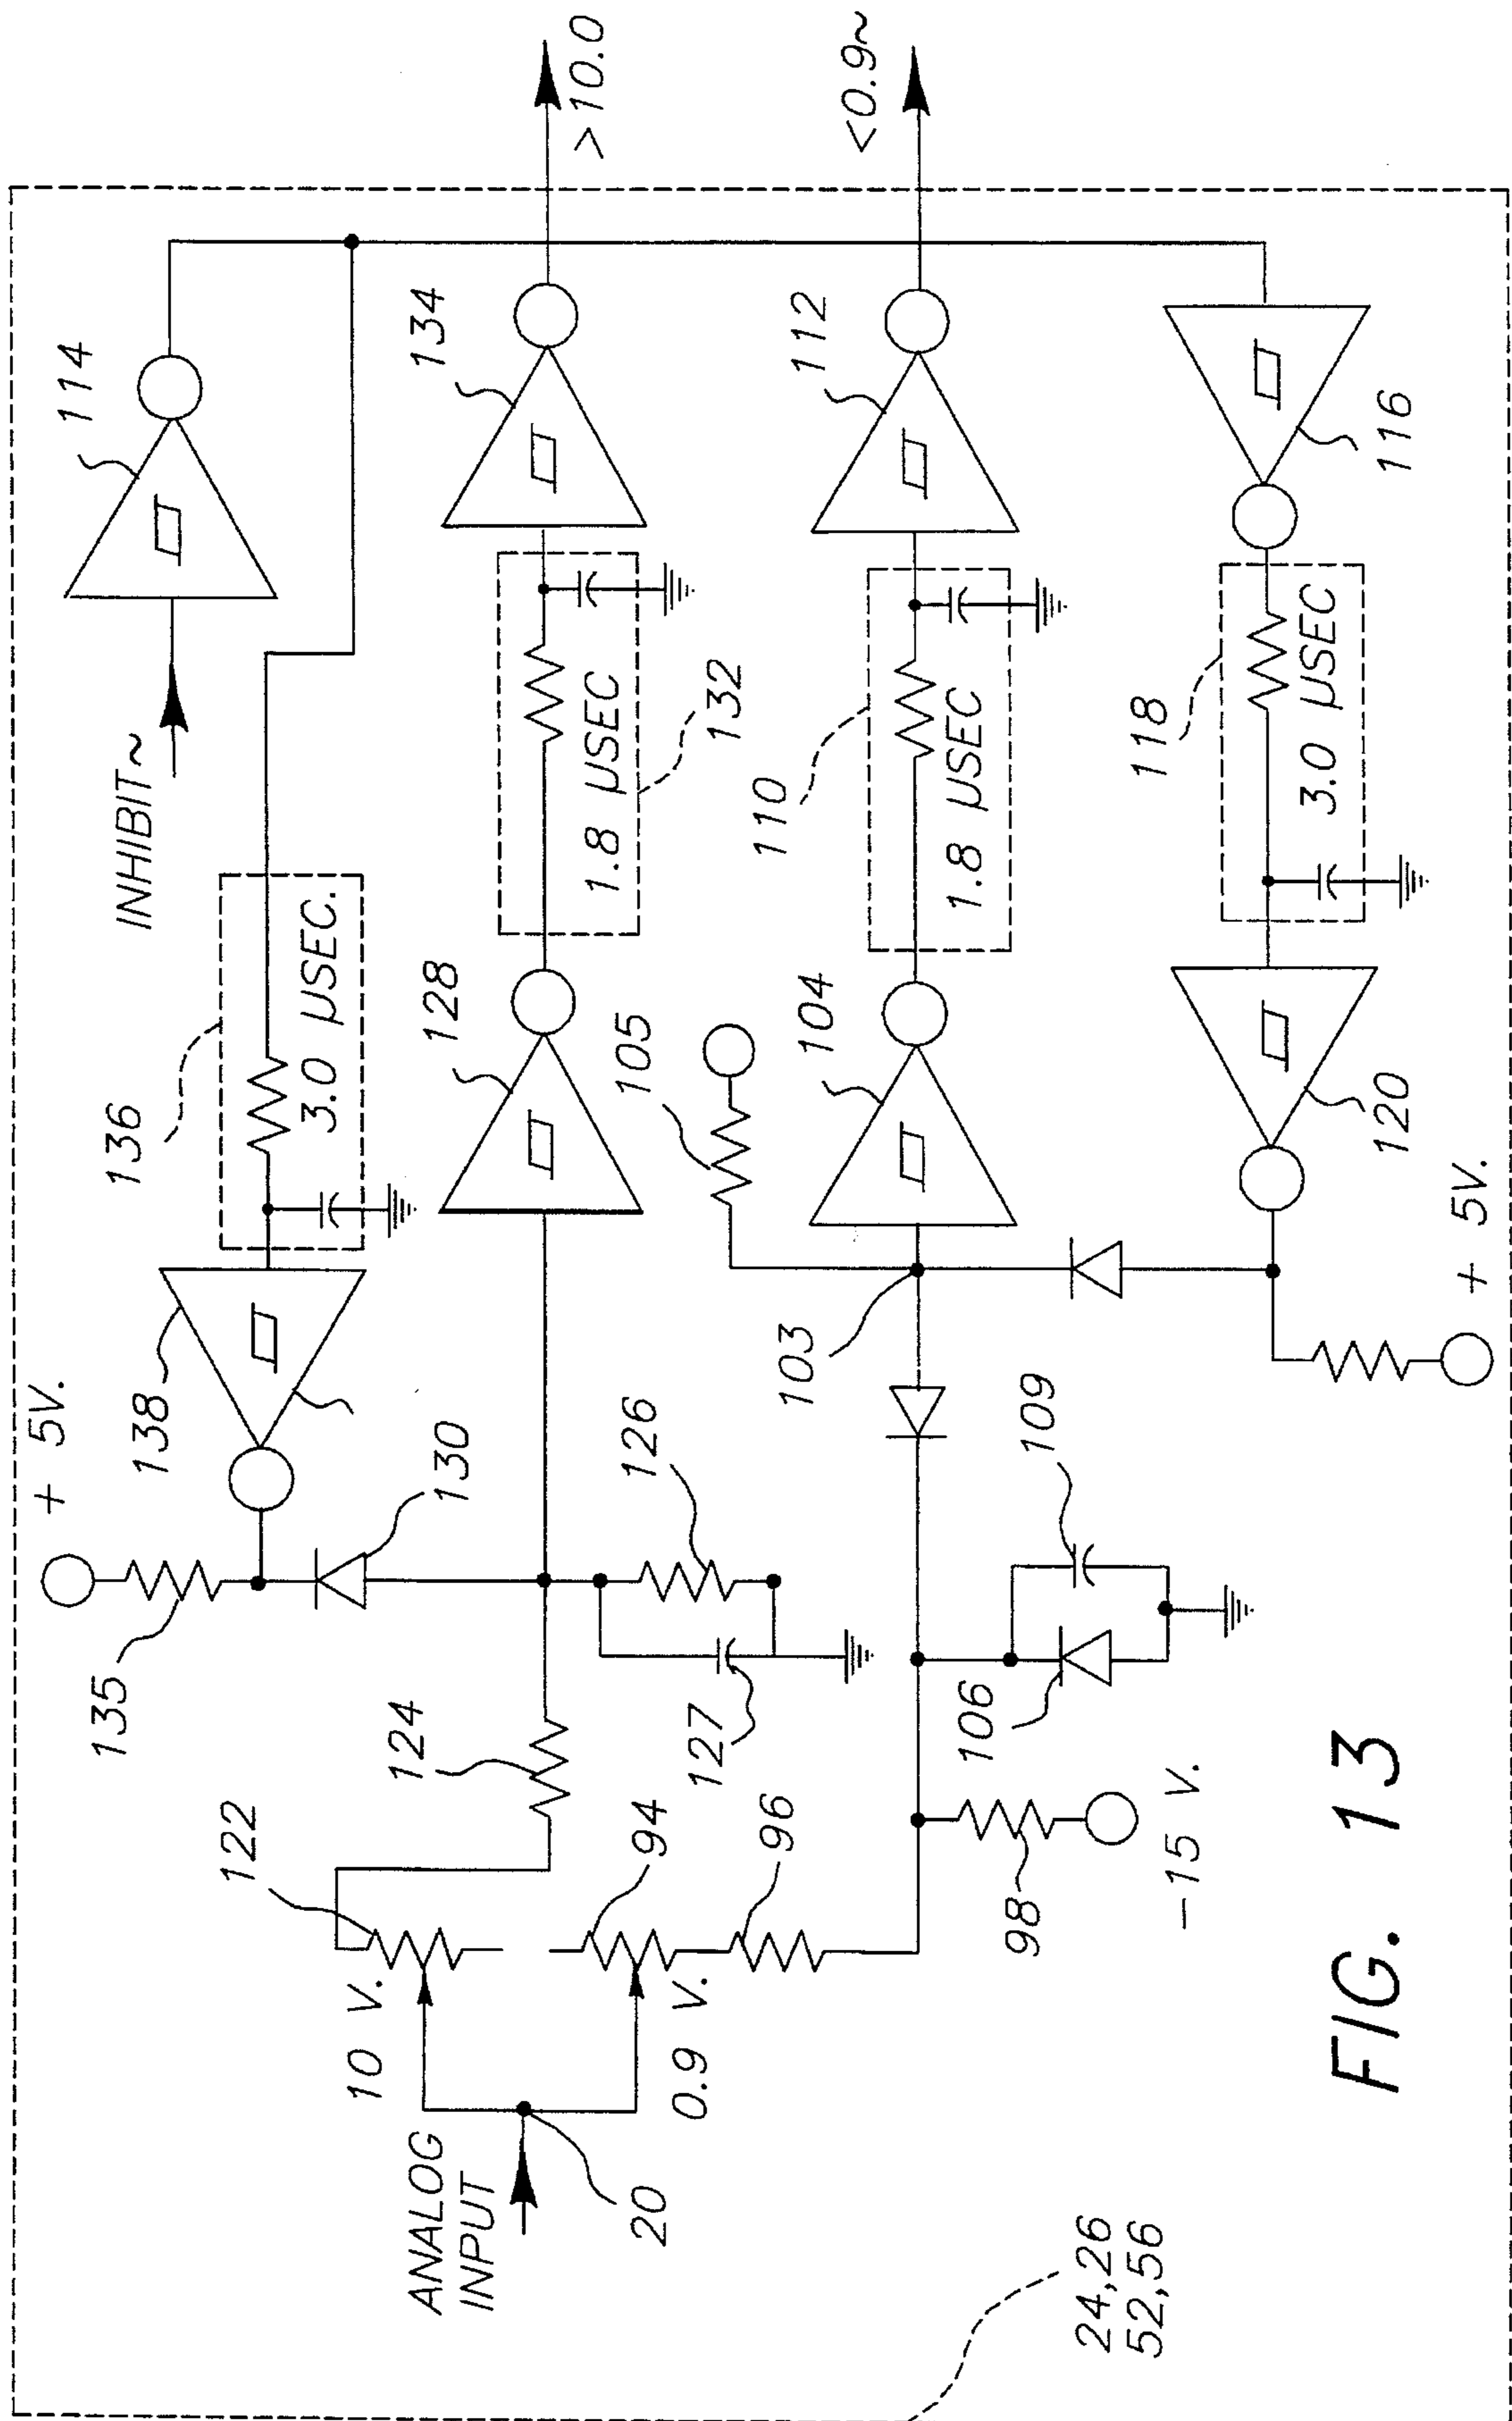 + 5V.
135
138
130
136
3.0 µSEC.
INHIBIT~
114
122
10 V.
124
126
127
128
1.8 µSEC
132
134
>10.0
ANALOG
INPUT
20
0.9 V.
94
96
98
-15 V.
106
109
103
105
104
110
1.8 µSEC
112
<0.9~
120
+ 5V.
118
3.0 µSEC
116
24,26
52,56
FIG. 13